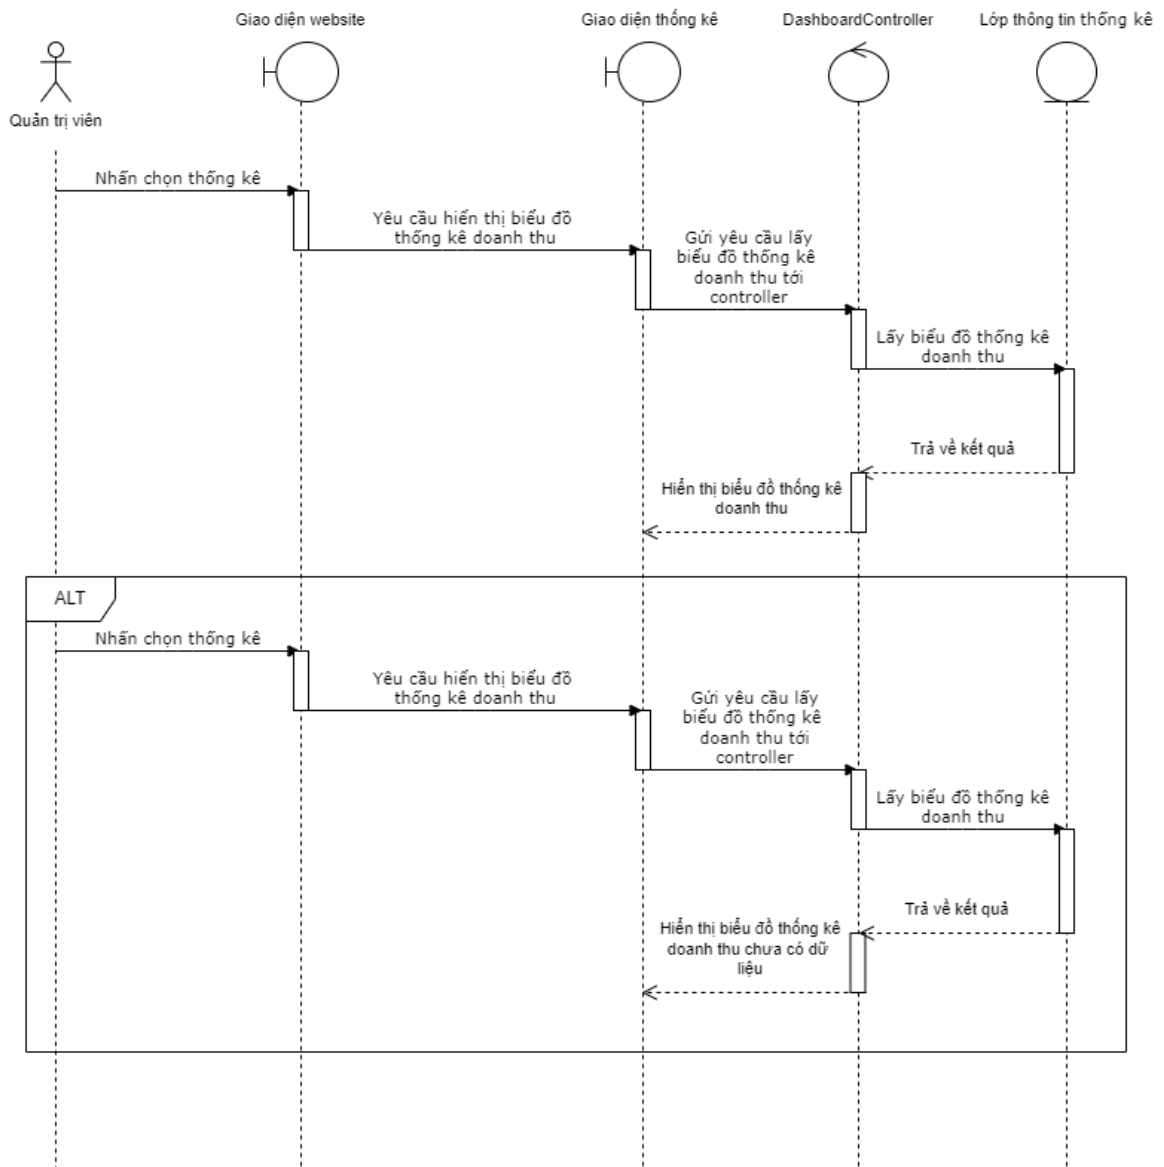 Giao diện website
Giao diện thống kê
DashboardController
Lớp thông tin thống kê
Quản trị viên
Nhấn chọn thống kê
Yêu cầu hiển thị biểu đồ
thống kê doanh thu
Gửi yêu cầu lấy
biểu đồ thống kê
doanh thu tới
controller
Lấy biểu đồ thống kê
doanh thu
Trả về kết quả
Hiển thị biểu đồ thống kê
doanh thu
ALT
Nhấn chọn thống kê
Yêu cầu hiển thị biểu đồ
thống kê doanh thu
Gửi yêu cầu lấy
biểu đồ thống kê
doanh thu tới
controller
Lấy biểu đồ thống kê
doanh thu
Trả về kết quả
Hiển thị biểu đồ thống kê
doanh thu chưa có dữ
liệu